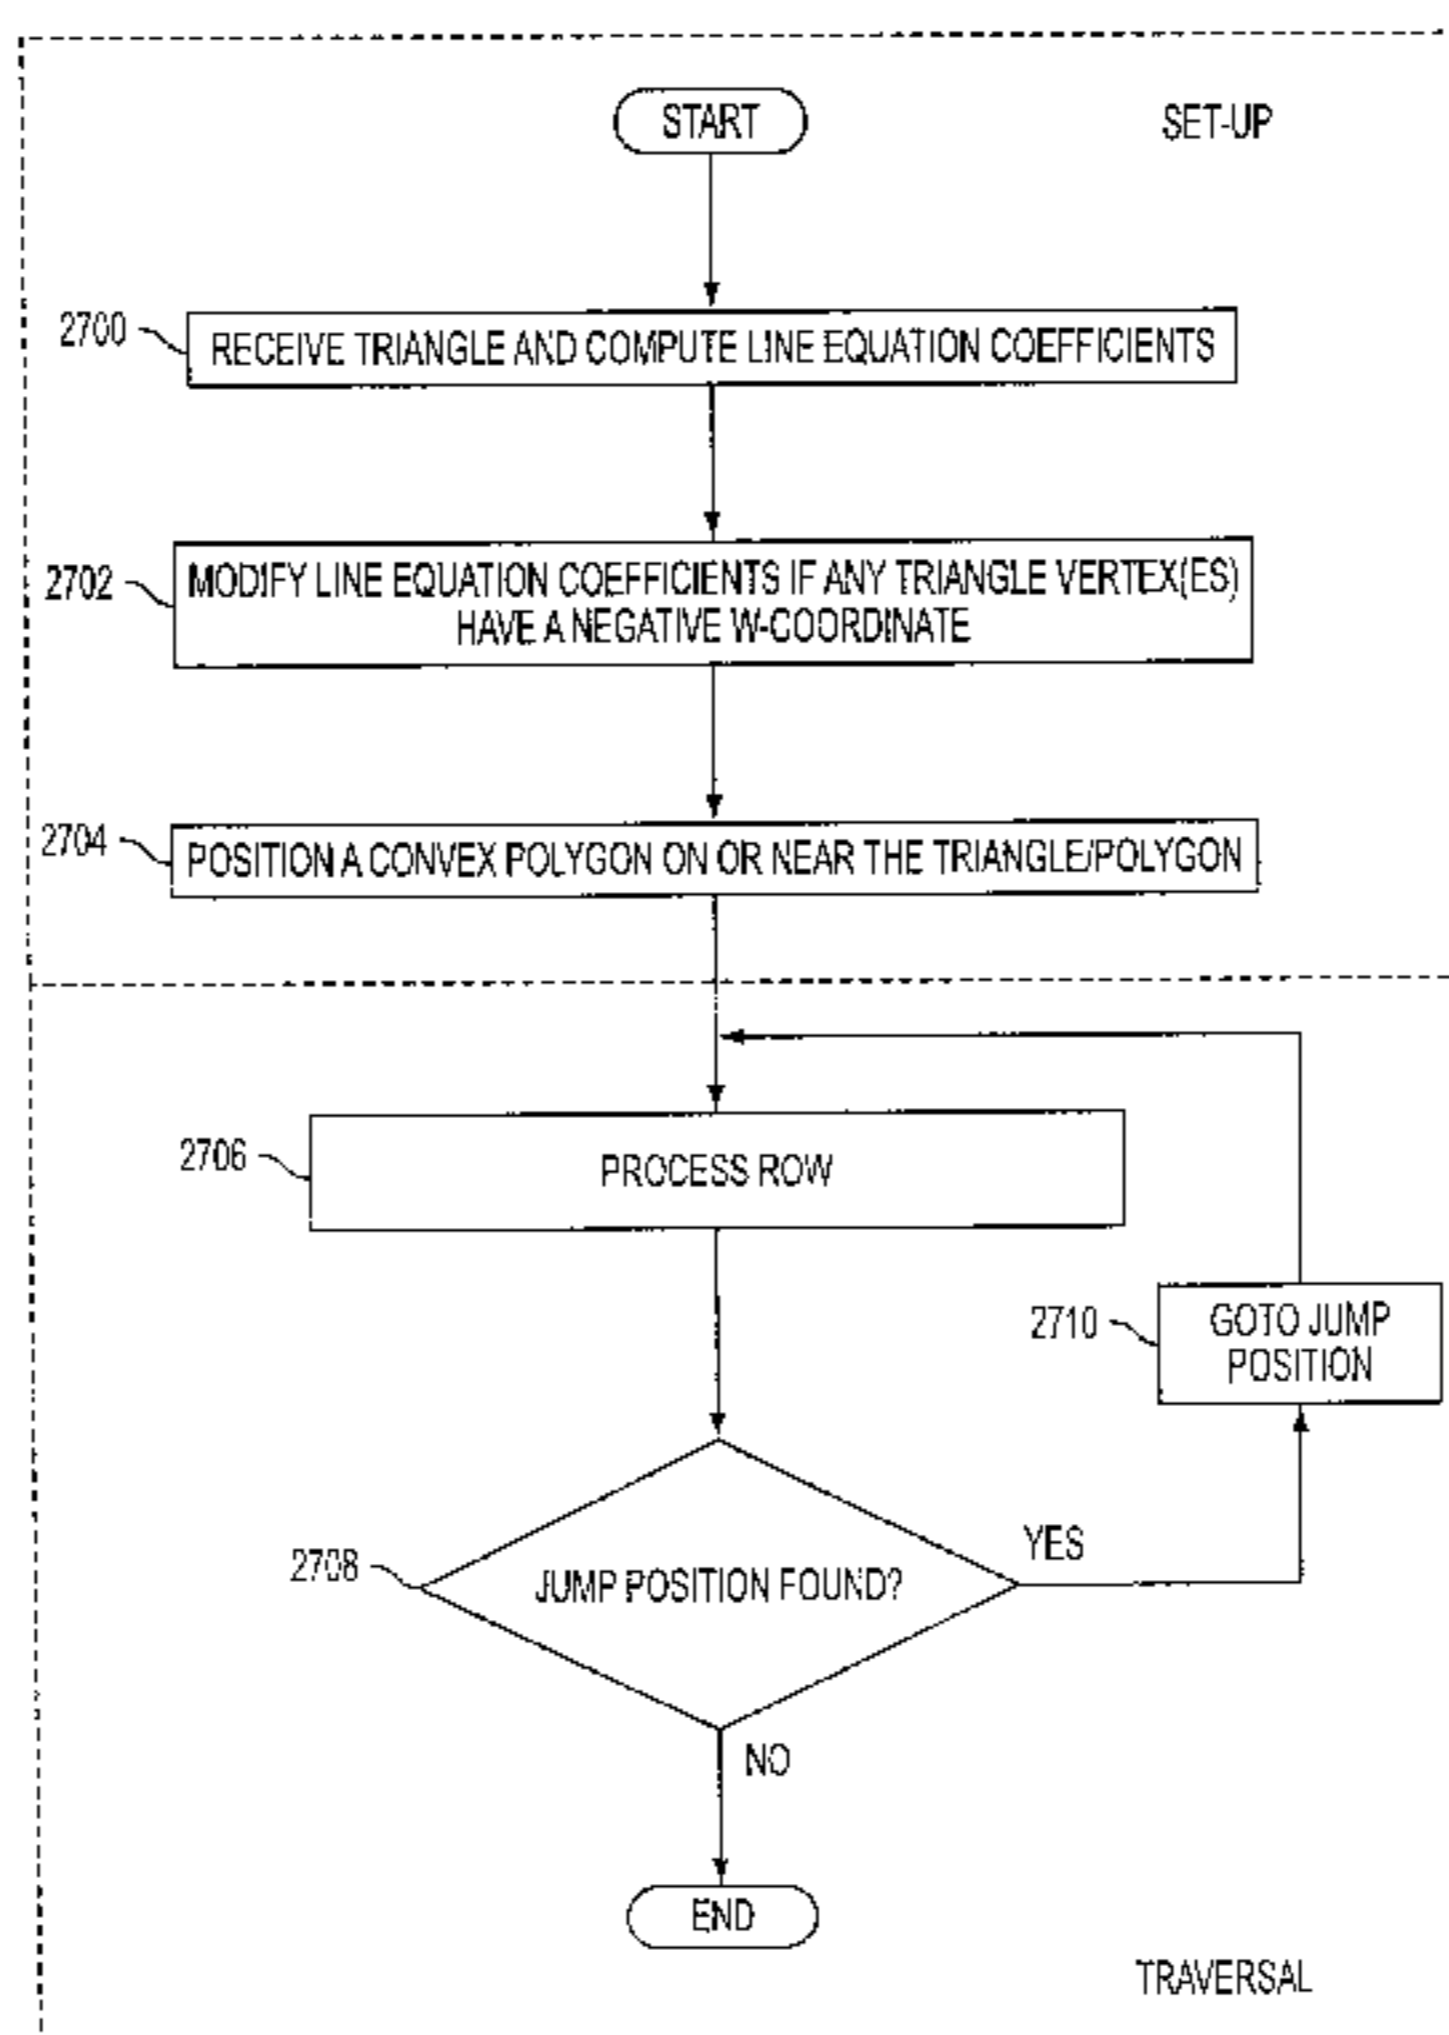 START
SET-UP
2700
RECEIVE TRIANGLE AND COMPUTE LINE EQUATION COEFFICIENTS
2702
MODIFY LINE EQUATION COEFFICIENTS IF ANY TRIANGLE VERTEX(ES)
HAVE A NEGATIVE W-COORDINATE
2704
POSITION A CONVEX POLYGON ON OR NEAR THE TRIANGLE/POLYGON
2706
PROCESS ROW
2710
GOTO JUMP
POSITION
2708
JUMP POSITION FOUND?
YES
NO
END
TRAVERSAL